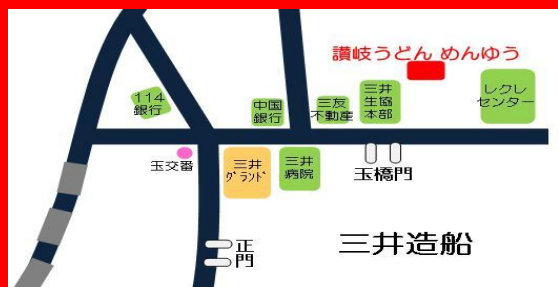 讃岐うどん めんゆう
114
銀行
中国
銀行
三友
不動産
三井
生協
本部
レクレ
センター
玉交番
三井
グランド
三井
病院
玉橋門
正
門
三井造船